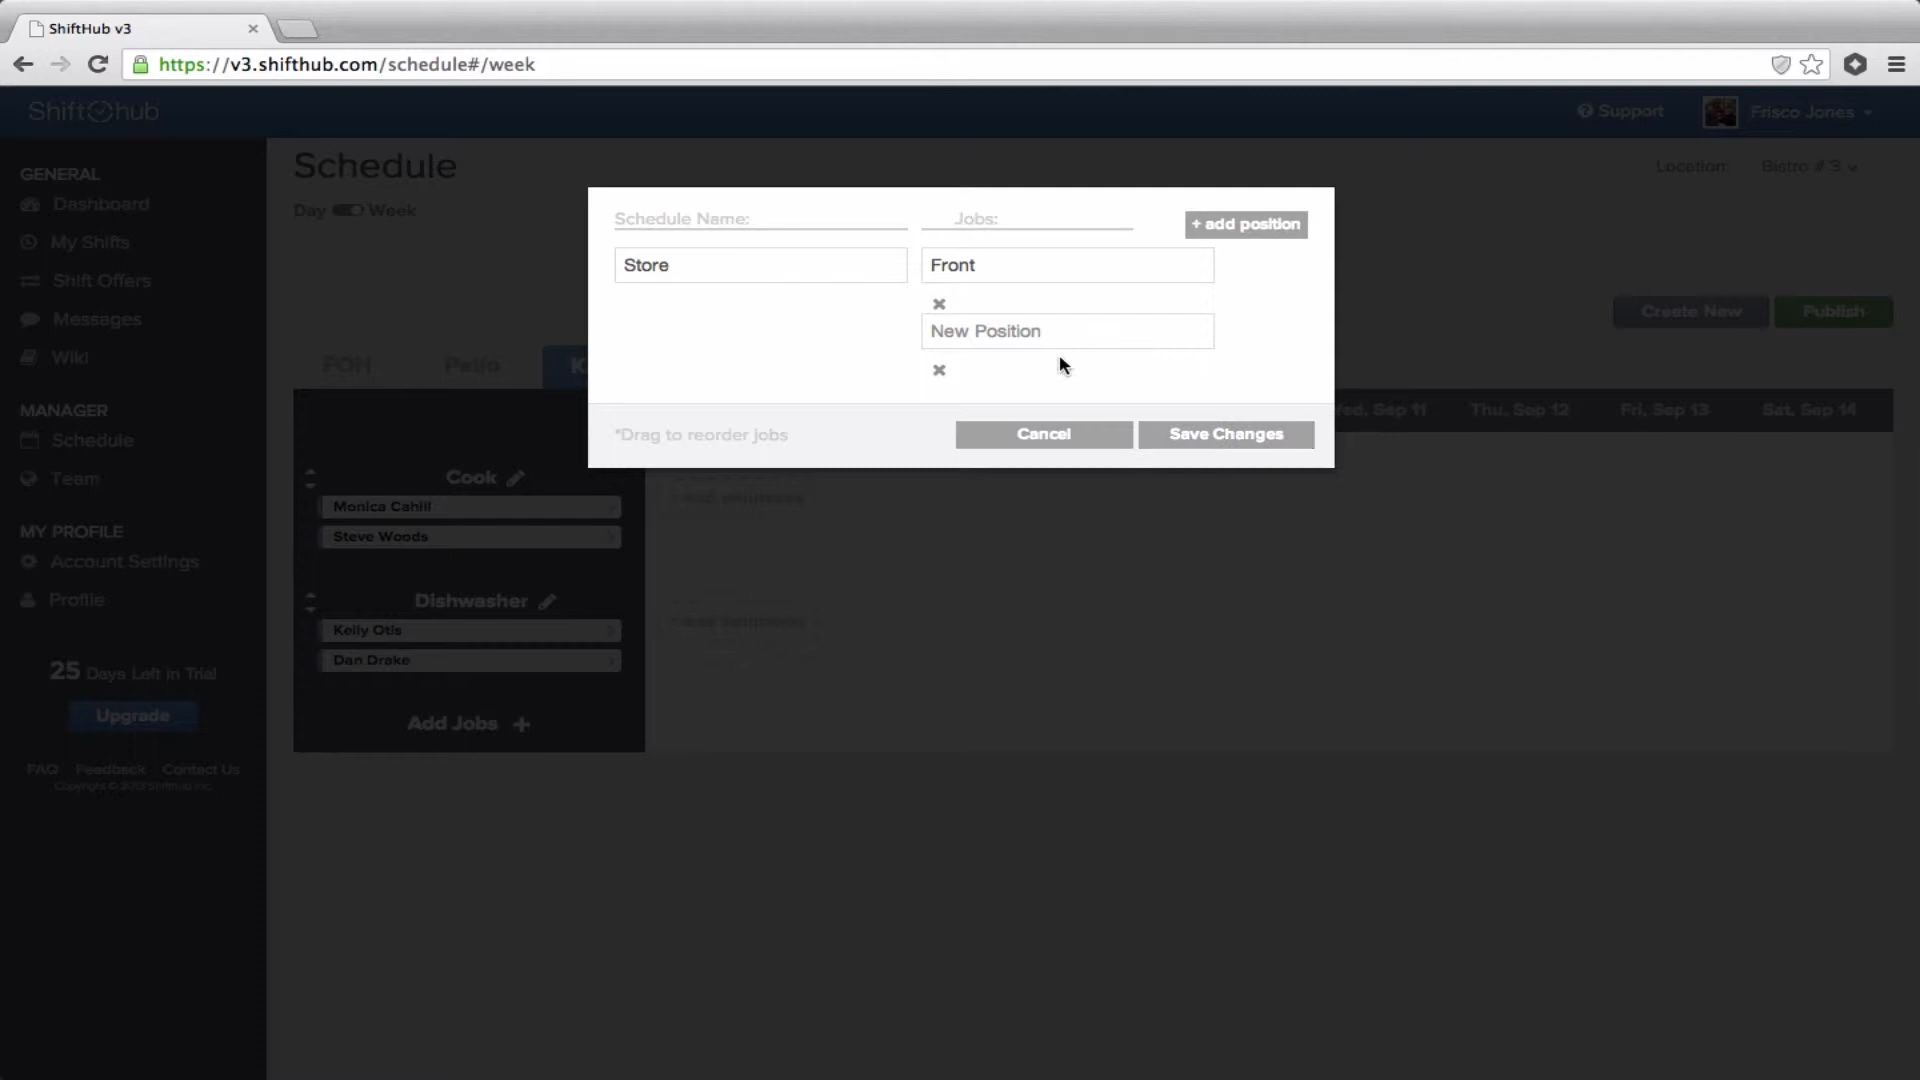 ShiftHub v3
https://v3.shifthub.com/schedule#/week
Shift hub
Support
Frisco Jones
GENERAL
Dashboard
My Shifts
Shift Offers
Messages
Wiki
MANAGER
Schedule
Team
MY PROFILE
Account Settings
Profile
25 Days Left in Trial
Upgrade
FAQ Feedback Contact Us
Copyright © 2013 ShiftHub Inc.
Schedule
Location: Bistro # 3
Day Week
Create New
Publish
FOH
Patio
K
Wed, Sep 11
Thu, Sep 12
Fri, Sep 13
Sat, Sep 14
Schedule Name:
Jobs:
+ add position
Store
Front
New Position
*Drag to reorder jobs
Cancel
Save Changes
Cook
Monica Cahill
Steve Woods
Dishwasher
Kelly Otis
Dan Drake
Add Jobs +